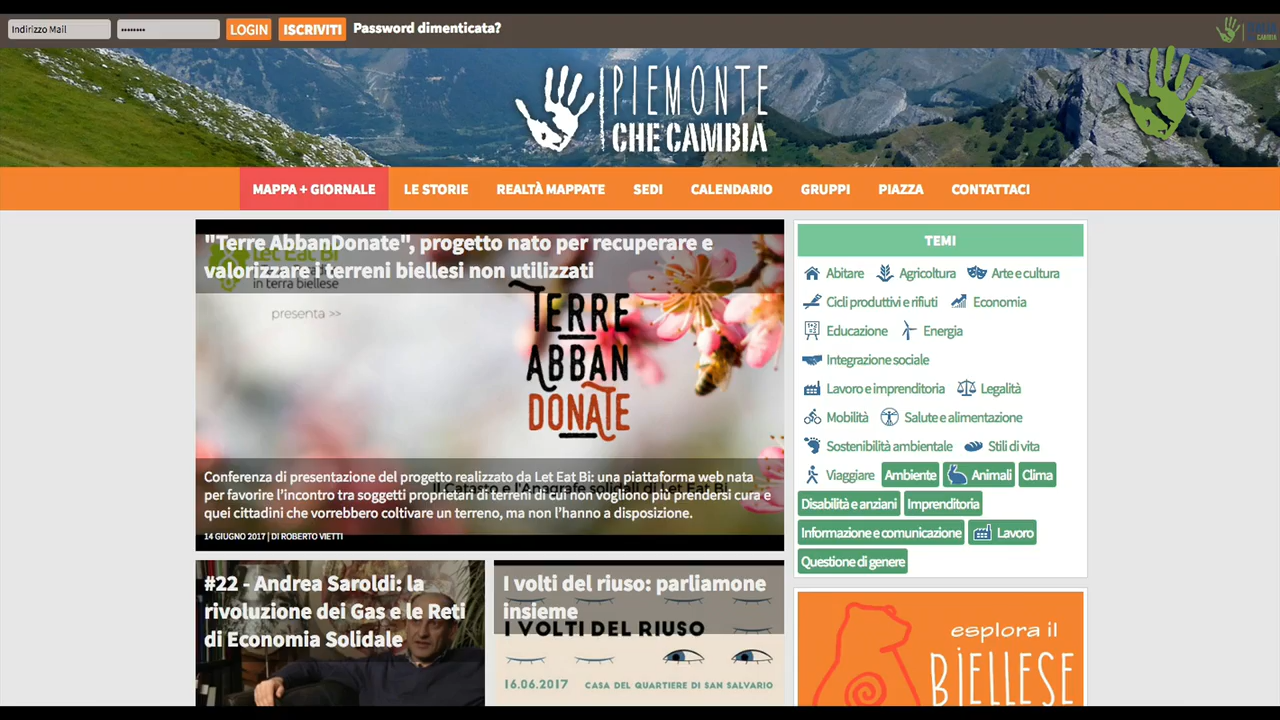 Indirizzo Mail
••••••••
LOGIN
ISCRIVITI
Password dimenticata?
PIEMONTE
CHE CAMBIA
MAPPA + GIORNALE
LE STORIE
REALTÀ MAPPATE
SEDI
CALENDARIO
GRUPPI
PIAZZA
CONTATTACI
"Terre AbbanDonate", progetto nato per recuperare e
valorizzare i terreni biellesi non utilizzati
Let Eat Bi
in terra biellese
presenta >>
TERRE
ABBAN
DONATE
Il Catasto e l'Anagrafe solidali di Let Eat Bi
Conferenza di presentazione del progetto realizzato da Let Eat Bi: una piattaforma web nata
per favorire l'incontro tra soggetti proprietari di terreni di cui non vogliono più prendersi cura e
quei cittadini che vorrebbero coltivare un terreno, ma non l'hanno a disposizione.
14 GIUGNO 2017 | DI ROBERTO VIETTI
#22 - Andrea Saroldi: la
rivoluzione dei Gas e le Reti
di Economia Solidale
I volti del riuso: parliamone
insieme
I VOLTI DEL RIUSO
16.06.2017 CASA DEL QUARTIERE DI SAN SALVARIO
TEMI
Abitare Agricoltura Arte e cultura
Cicli produttivi e rifiuti Economia
Educazione Energia
Integrazione sociale
Lavoro e imprenditoria Legalità
Mobilità Salute e alimentazione
Sostenibilità ambientale Stili di vita
Viaggiare Ambiente Animali Clima
Disabilità e anziani Imprenditoria
Informazione e comunicazione Lavoro
Questione di genere
esplora il
BIELLESE